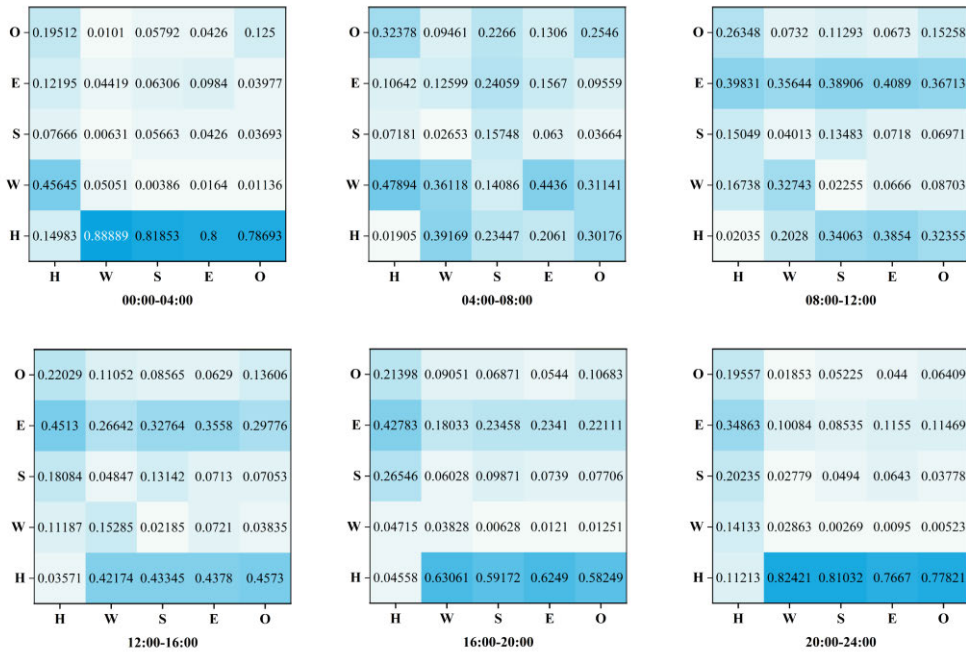 O 0.19512 0.0101 0.05792 0.0426 0.125
E 0.12195 0.04419 0.06306 0.0984 0.03977
S 0.07666 0.00631 0.05663 0.0426 0.03693
W 0.45645 0.05051 0.00386 0.0164 0.01136
H 0.14983 0.88889 0.81853 0.8 0.78693
H W S E O
00:00-04:00
O 0.32378 0.09461 0.2266 0.1306 0.2546
E 0.10642 0.12599 0.24059 0.1567 0.09559
S 0.07181 0.02653 0.15748 0.063 0.03664
W 0.47894 0.36118 0.14086 0.4436 0.31141
H 0.01905 0.39169 0.23447 0.2061 0.30176
H W S E O
04:00-08:00
O 0.26348 0.0732 0.11293 0.0673 0.15258
E 0.39831 0.35644 0.38906 0.4089 0.36713
S 0.15049 0.04013 0.13483 0.0718 0.06971
W 0.16738 0.32743 0.02255 0.0666 0.08703
H 0.02035 0.2028 0.34063 0.3854 0.32355
H W S E O
08:00-12:00
O 0.22029 0.11052 0.08565 0.0629 0.13606
E 0.4513 0.26642 0.32764 0.3558 0.29776
S 0.18084 0.04847 0.13142 0.0713 0.07053
W 0.11187 0.15285 0.02185 0.0721 0.03835
H 0.03571 0.42174 0.43345 0.4378 0.4573
H W S E O
12:00-16:00
O 0.21398 0.09051 0.06871 0.0544 0.10683
E 0.42783 0.18033 0.23458 0.2341 0.22111
S 0.26546 0.06028 0.09871 0.0739 0.07706
W 0.04715 0.03828 0.00628 0.0121 0.01251
H 0.04558 0.63061 0.59172 0.6249 0.58249
H W S E O
16:00-20:00
O 0.19557 0.01853 0.05225 0.044 0.06409
E 0.34863 0.10084 0.08535 0.1155 0.11469
S 0.20235 0.02779 0.0494 0.0643 0.03778
W 0.14133 0.02863 0.00269 0.0095 0.00523
H 0.11213 0.82421 0.81032 0.7667 0.77821
H W S E O
20:00-24:00